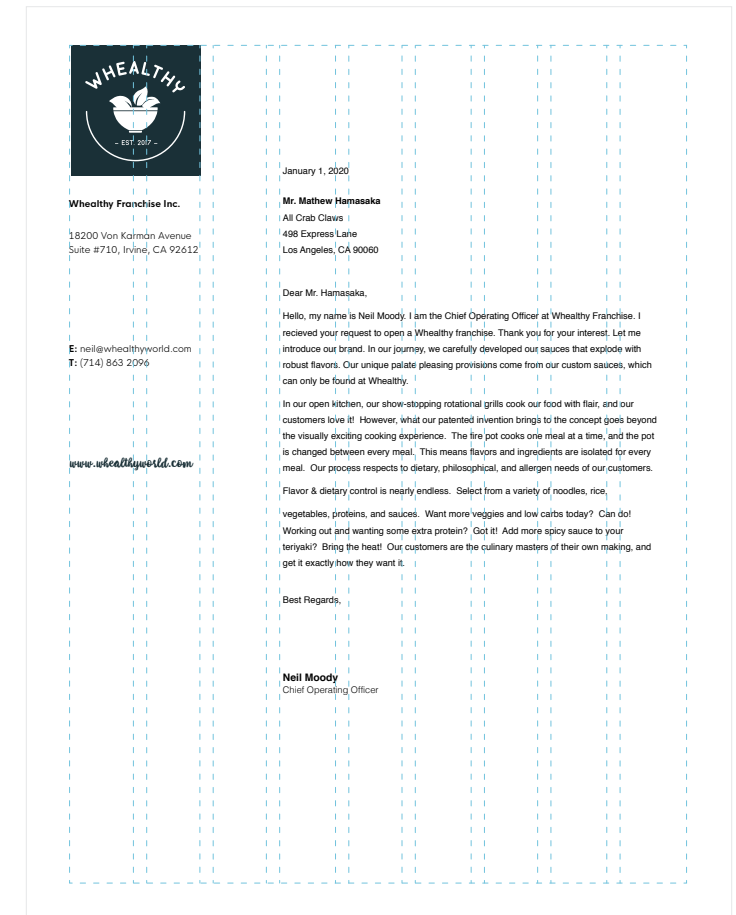 WHEALTHY
– EST. 2017 –
Whealthy Franchise Inc.
18200 Von Karman Avenue
Suite #710, Irvine, CA 92612
E: neil@whealthyworld.com
T: (714) 863 2096
www.whealthyworld.com
January 1, 2020
Mr. Mathew Hamasaka
All Crab Claws
498 Express Lane
Los Angeles, CA 90060
Dear Mr. Hamasaka,
Hello, my name is Neil Moody. I am the Chief Operating Officer at Whealthy Franchise. I
recieved your request to open a Whealthy franchise. Thank you for your interest. Let me
introduce our brand. In our journey, we carefully developed our sauces that explode with
robust flavors. Our unique palate pleasing provisions come from our custom sauces, which
can only be found at Whealthy.
In our open kitchen, our show-stopping rotational grills cook our food with flair, and our
customers love it!  However, what our patented invention brings to the concept goes beyond
the visually exciting cooking experience.  The fire pot cooks one meal at a time, and the pot
is changed between every meal.  This means flavors and ingredients are isolated for every
meal.  Our process respects to dietary, philosophical, and allergen needs of our customers.
Flavor & dietary control is nearly endless.  Select from a variety of noodles, rice,
vegetables, proteins, and sauces.  Want more veggies and low carbs today?  Can do!
Working out and wanting some extra protein?  Got it!  Add more spicy sauce to your
teriyaki?  Bring the heat!  Our customers are the culinary masters of their own making, and
get it exactly how they want it.
Best Regards,
Neil Moody
Chief Operating Officer